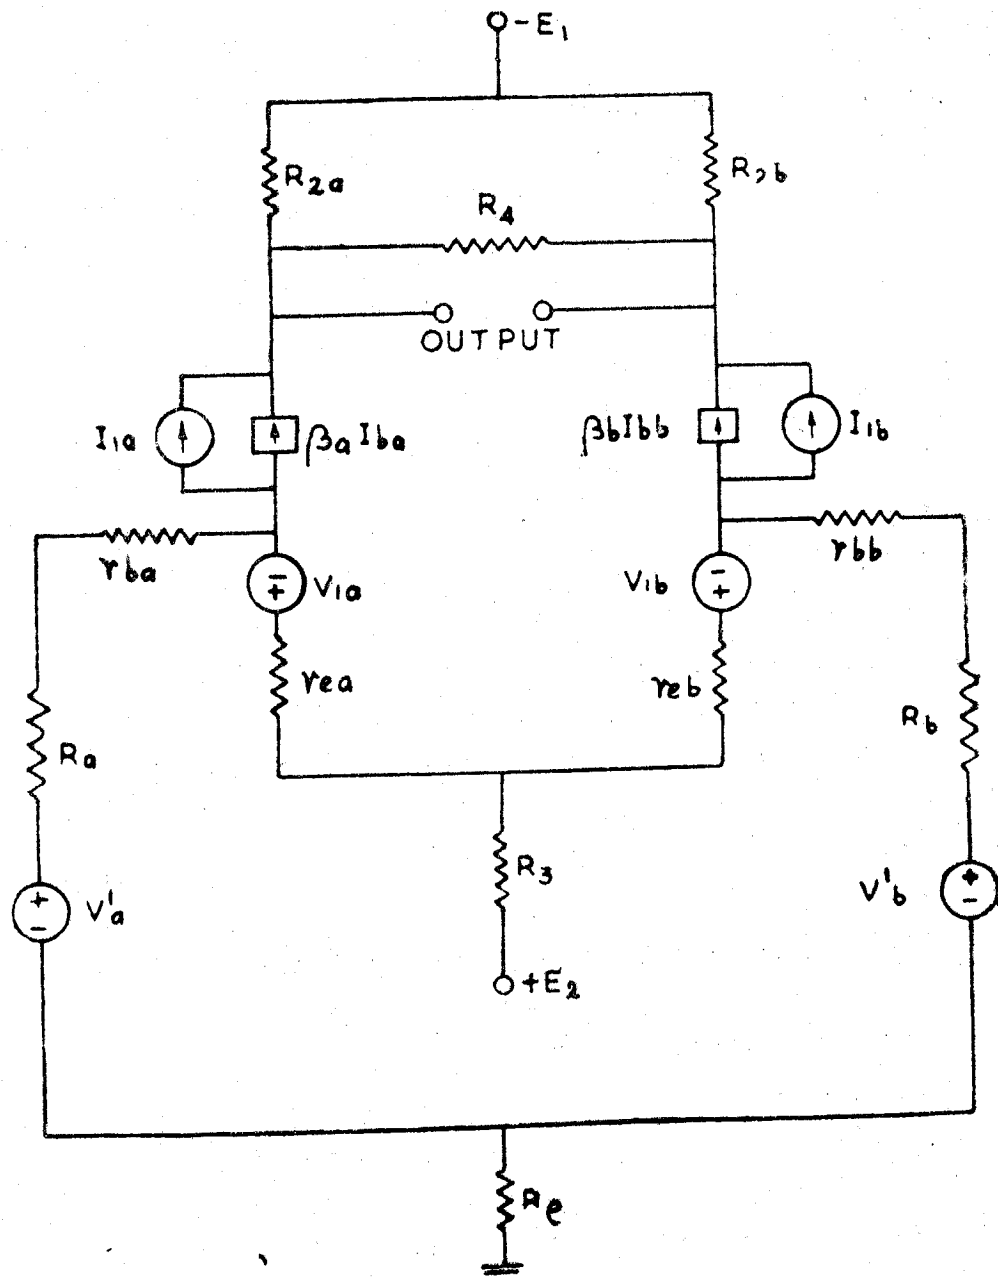 -E₁
R₂a
R₂b
R₄
OUTPUT
I₁a
βaIba
βbIbb
I₁b
rba
V₁a
V₁b
rbb
rea
reb
Ra
Rb
R₃
V'a
V'b
+E₂
Re